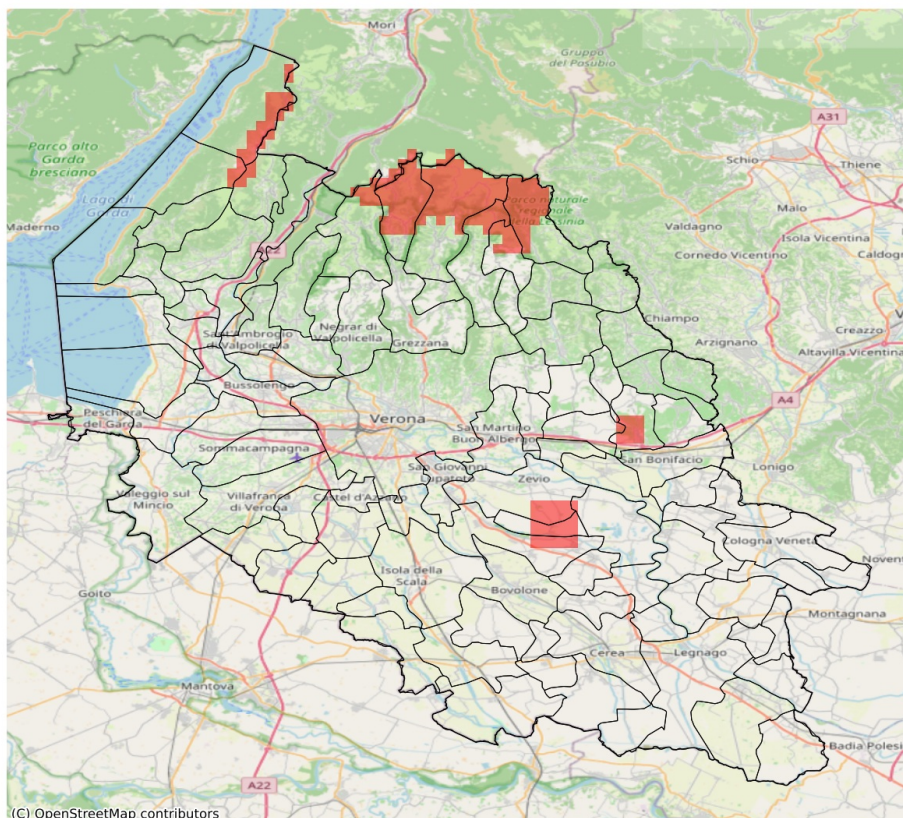 Mori
Gruppo
del Pasubio
A31
Parco alto
Garda
bresciano
Schio
Thiene
Lago di
Garda
Malo
Maderno
Valdagno
Isola Vicentina
Cornedo Vicentino
Caldogno
A22
Chiampo
Arzignano
Creazzo
Altavilla Vicentina
Sant'Ambrogio
di Valpolicella
Negrar di
Valpolicella
Grezzana
Bussolengo
A4
Peschiera
del Garda
Verona
San Martino
Buon Albergo
Sommacampagna
San Bonifacio
Lonigo
San Giovanni
Lupatoto
Zevio
Valeggio sul
Mincio
Villafranca
di Verona
Castel d'Azzano
Cologna Veneta
Isola della
Scala
Bovolone
Goito
Montagnana
Cerea
Legnago
Mantova
Badia Polesi
A22
(C) OpenStreetMap contributors